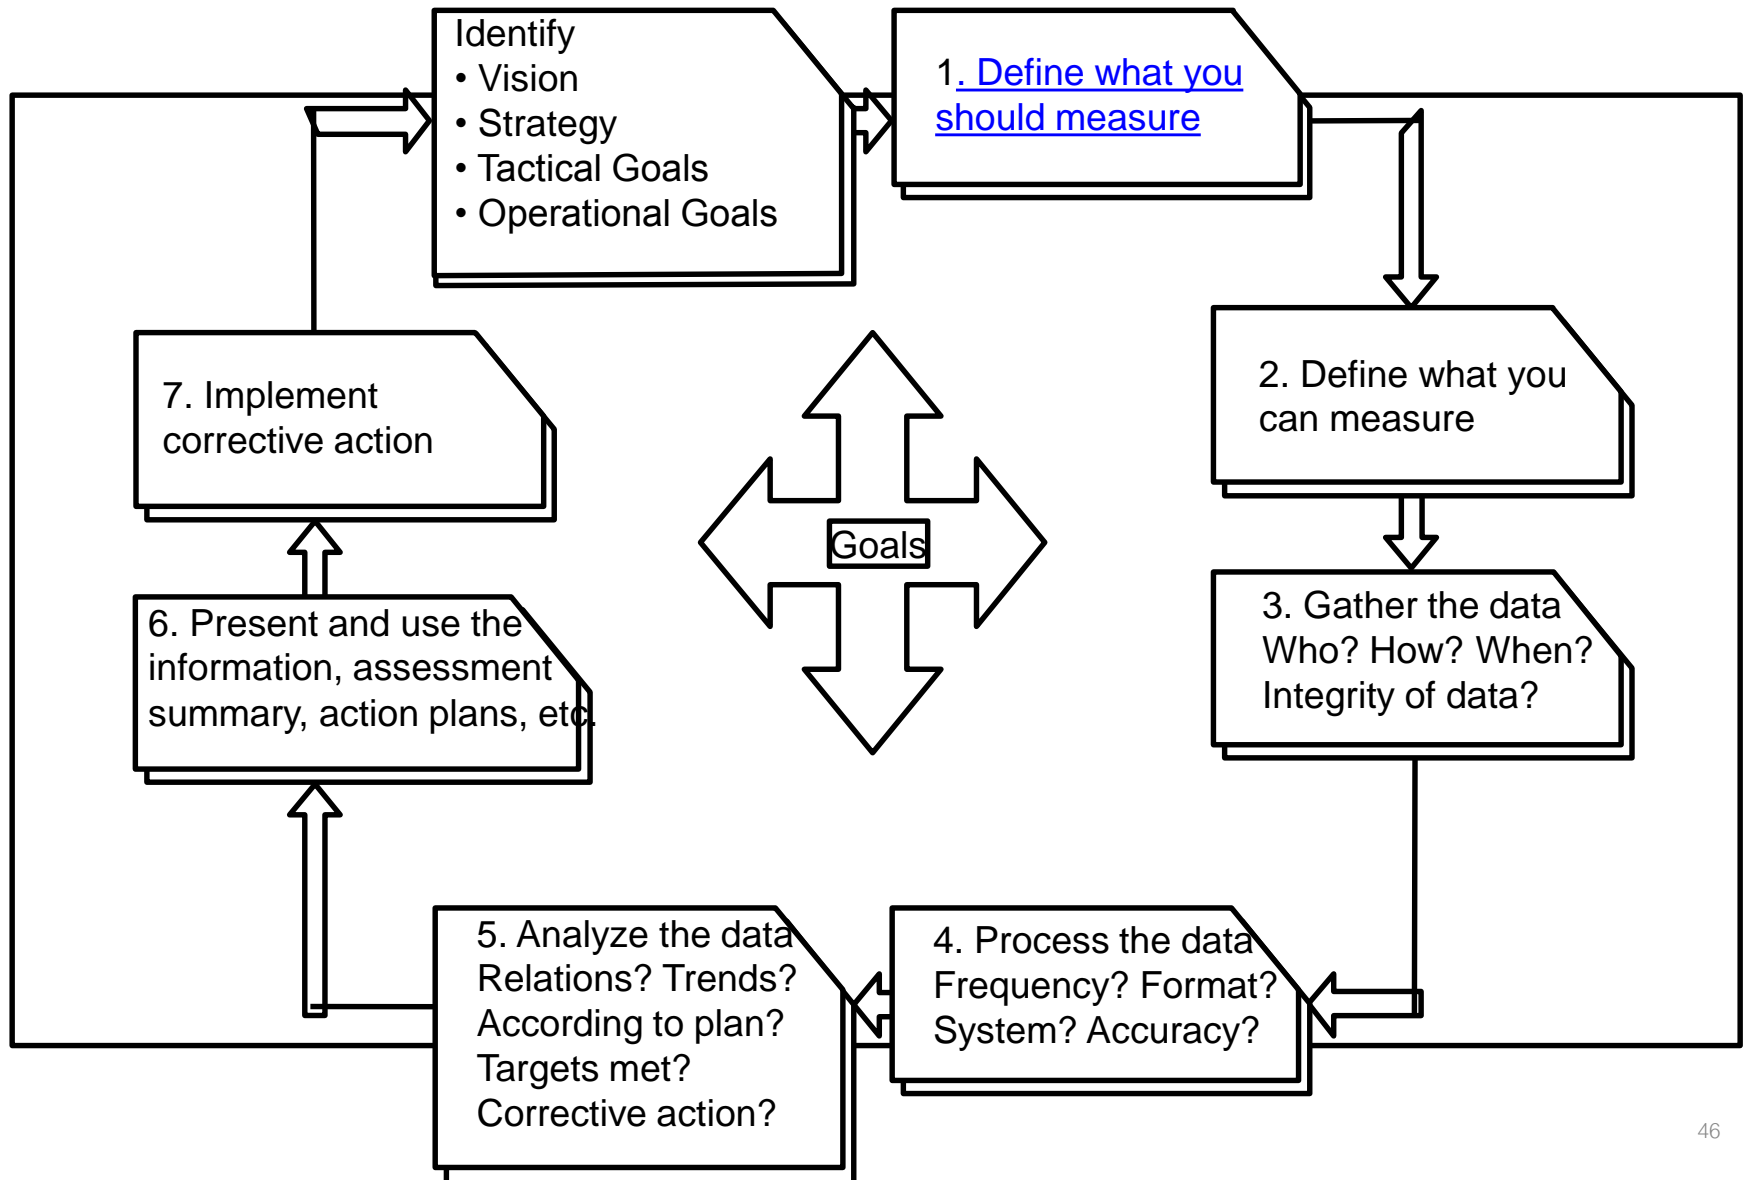 Identify
• Vision
• Strategy
• Tactical Goals
• Operational Goals
1. Define what you
should measure
2. Define what you
can measure
3. Gather the data
Who? How? When?
Integrity of data?
4. Process the data
Frequency? Format?
System? Accuracy?
5. Analyze the data
Relations? Trends?
According to plan?
Targets met?
Corrective action?
6. Present and use the
information, assessment
summary, action plans, etc.
7. Implement
corrective action
Goals
46